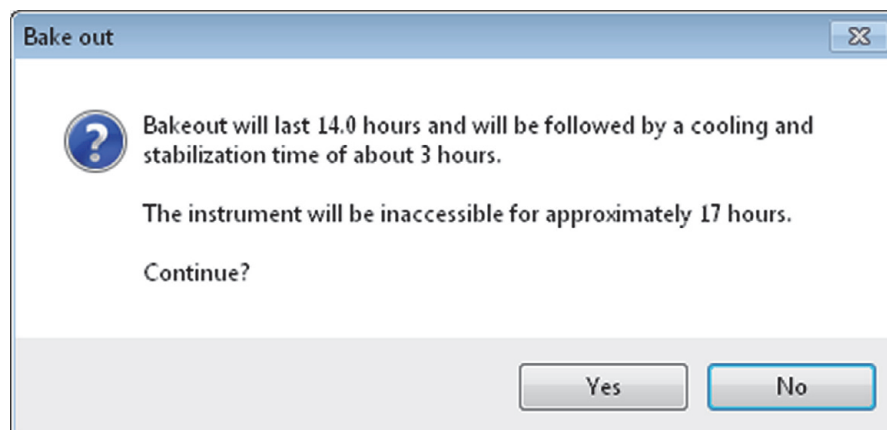 Bake out
Bakeout will last 14.0 hours and will be followed by a cooling and
stabilization time of about 3 hours.
The instrument will be inaccessible for approximately 17 hours.
Continue?
Yes
No